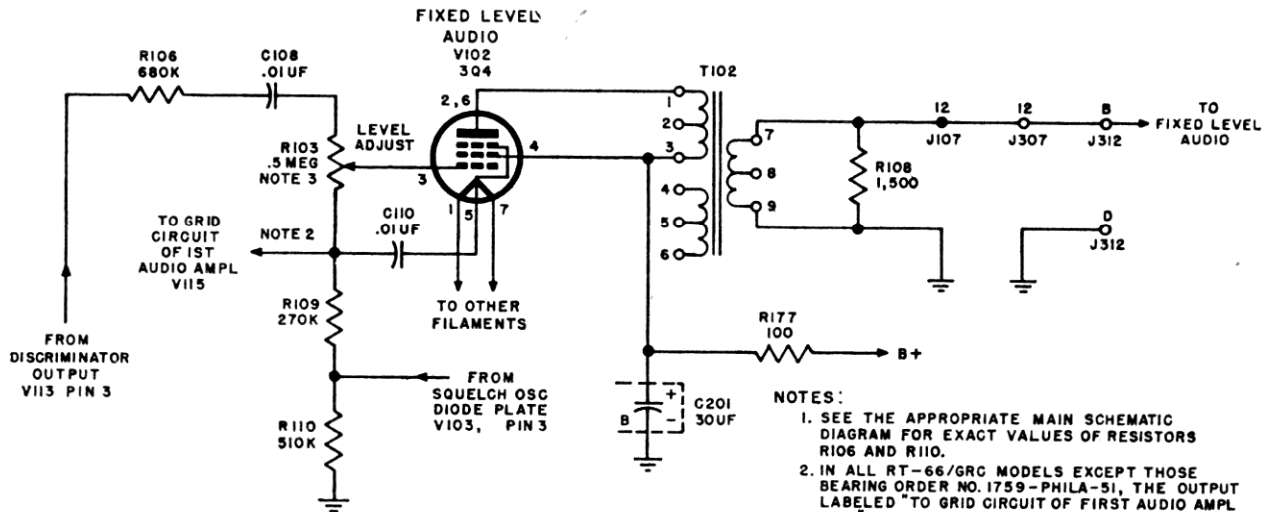 FIXED LEVEL
AUDIO
V102
3Q4
R106
680K
C108
.01UF
T102
2,6
1
2
3
4
5
6
7
8
9
LEVEL
ADJUST
R103
.5 MEG
NOTE 3
3
4
1
5
7
12
J107
12
J307
B
J312
TO
FIXED LEVEL
AUDIO
R108
1,500
D
J312
TO GRID
CIRCUIT
OF 1ST
AUDIO AMPL
V115
NOTE 2
C110
.01UF
TO OTHER
FILAMENTS
R109
270K
FROM
DISCRIMINATOR
OUTPUT
V113 PIN 3
FROM
SQUELCH OSC
DIODE PLATE
V103, PIN 3
R110
510K
R177
100
B+
+
-
B
C201
30UF
NOTES:
1. SEE THE APPROPRIATE MAIN SCHEMATIC
DIAGRAM FOR EXACT VALUES OF RESISTORS
R106 AND R110.
2. IN ALL RT-66/GRC MODELS EXCEPT THOSE
BEARING ORDER NO. 1759-PHILA-51, THE OUTPUT
LABELED "TO GRID CIRCUIT OF FIRST AUDIO AMPL